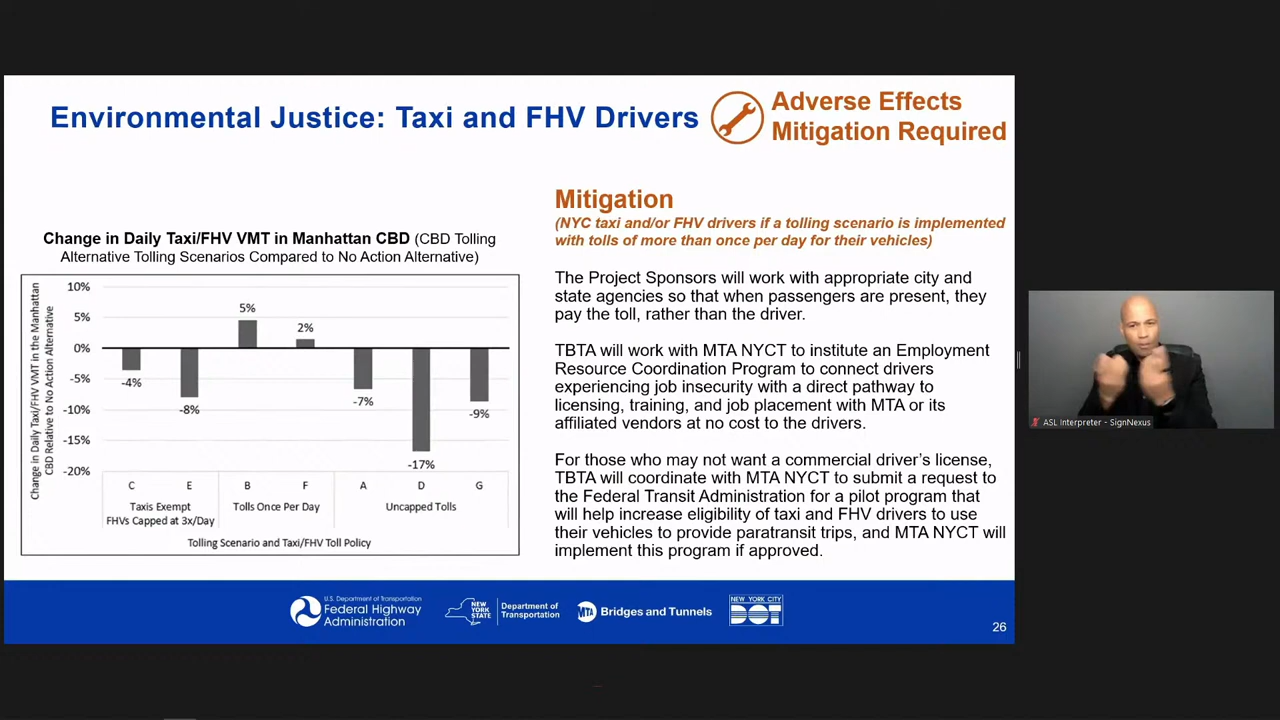 Environmental Justice: Taxi and FHV Drivers
Adverse Effects
Mitigation Required
Change in Daily Taxi/FHV VMT in Manhattan CBD (CBD Tolling
Alternative Tolling Scenarios Compared to No Action Alternative)
Change in Daily Taxi/FHV VMT in the Manhattan
CBD Relative to No Action Alternative
10%
5%
0%
-5%
-10%
-15%
-20%
-4%
-8%
5%
2%
-7%
-17%
-9%
C E B F A D G
Taxis Exempt
FHVs Capped at 3x/Day
Tolls Once Per Day
Uncapped Tolls
Tolling Scenario and Taxi/FHV Toll Policy
Mitigation
(NYC taxi and/or FHV drivers if a tolling scenario is implemented
with tolls of more than once per day for their vehicles)
The Project Sponsors will work with appropriate city and
state agencies so that when passengers are present, they
pay the toll, rather than the driver.
TBTA will work with MTA NYCT to institute an Employment
Resource Coordination Program to connect drivers
experiencing job insecurity with a direct pathway to
licensing, training, and job placement with MTA or its
affiliated vendors at no cost to the drivers.
For those who may not want a commercial driver's license,
TBTA will coordinate with MTA NYCT to submit a request to
the Federal Transit Administration for a pilot program that
will help increase eligibility of taxi and FHV drivers to use
their vehicles to provide paratransit trips, and MTA NYCT will
implement this program if approved.
U.S. Department of Transportation
Federal Highway
Administration
NEW
YORK
STATE
Department of
Transportation
MTA
Bridges and Tunnels
NEW YORK CITY
DOT
26
ASL Interpreter - SignNexus